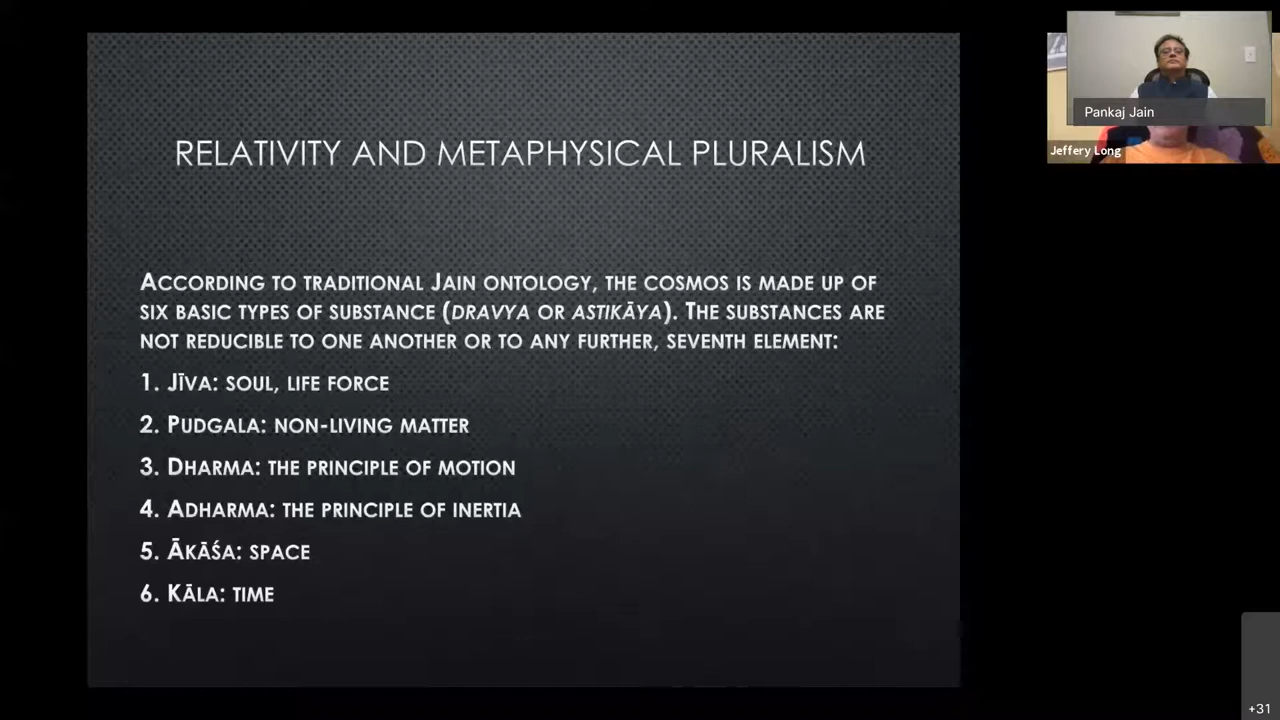 RELATIVITY AND METAPHYSICAL PLURALISM
ACCORDING TO TRADITIONAL JAIN ONTOLOGY, THE COSMOS IS MADE UP OF
SIX BASIC TYPES OF SUBSTANCE (DRAVYA OR ASTIKĀYA). THE SUBSTANCES ARE
NOT REDUCIBLE TO ONE ANOTHER OR TO ANY FURTHER, SEVENTH ELEMENT:
1. JĪVA: SOUL, LIFE FORCE
2. PUDGALA: NON-LIVING MATTER
3. DHARMA: THE PRINCIPLE OF MOTION
4. ADHARMA: THE PRINCIPLE OF INERTIA
5. ĀKĀŚA: SPACE
6. KĀLA: TIME
Pankaj Jain
Jeffery Long
+31